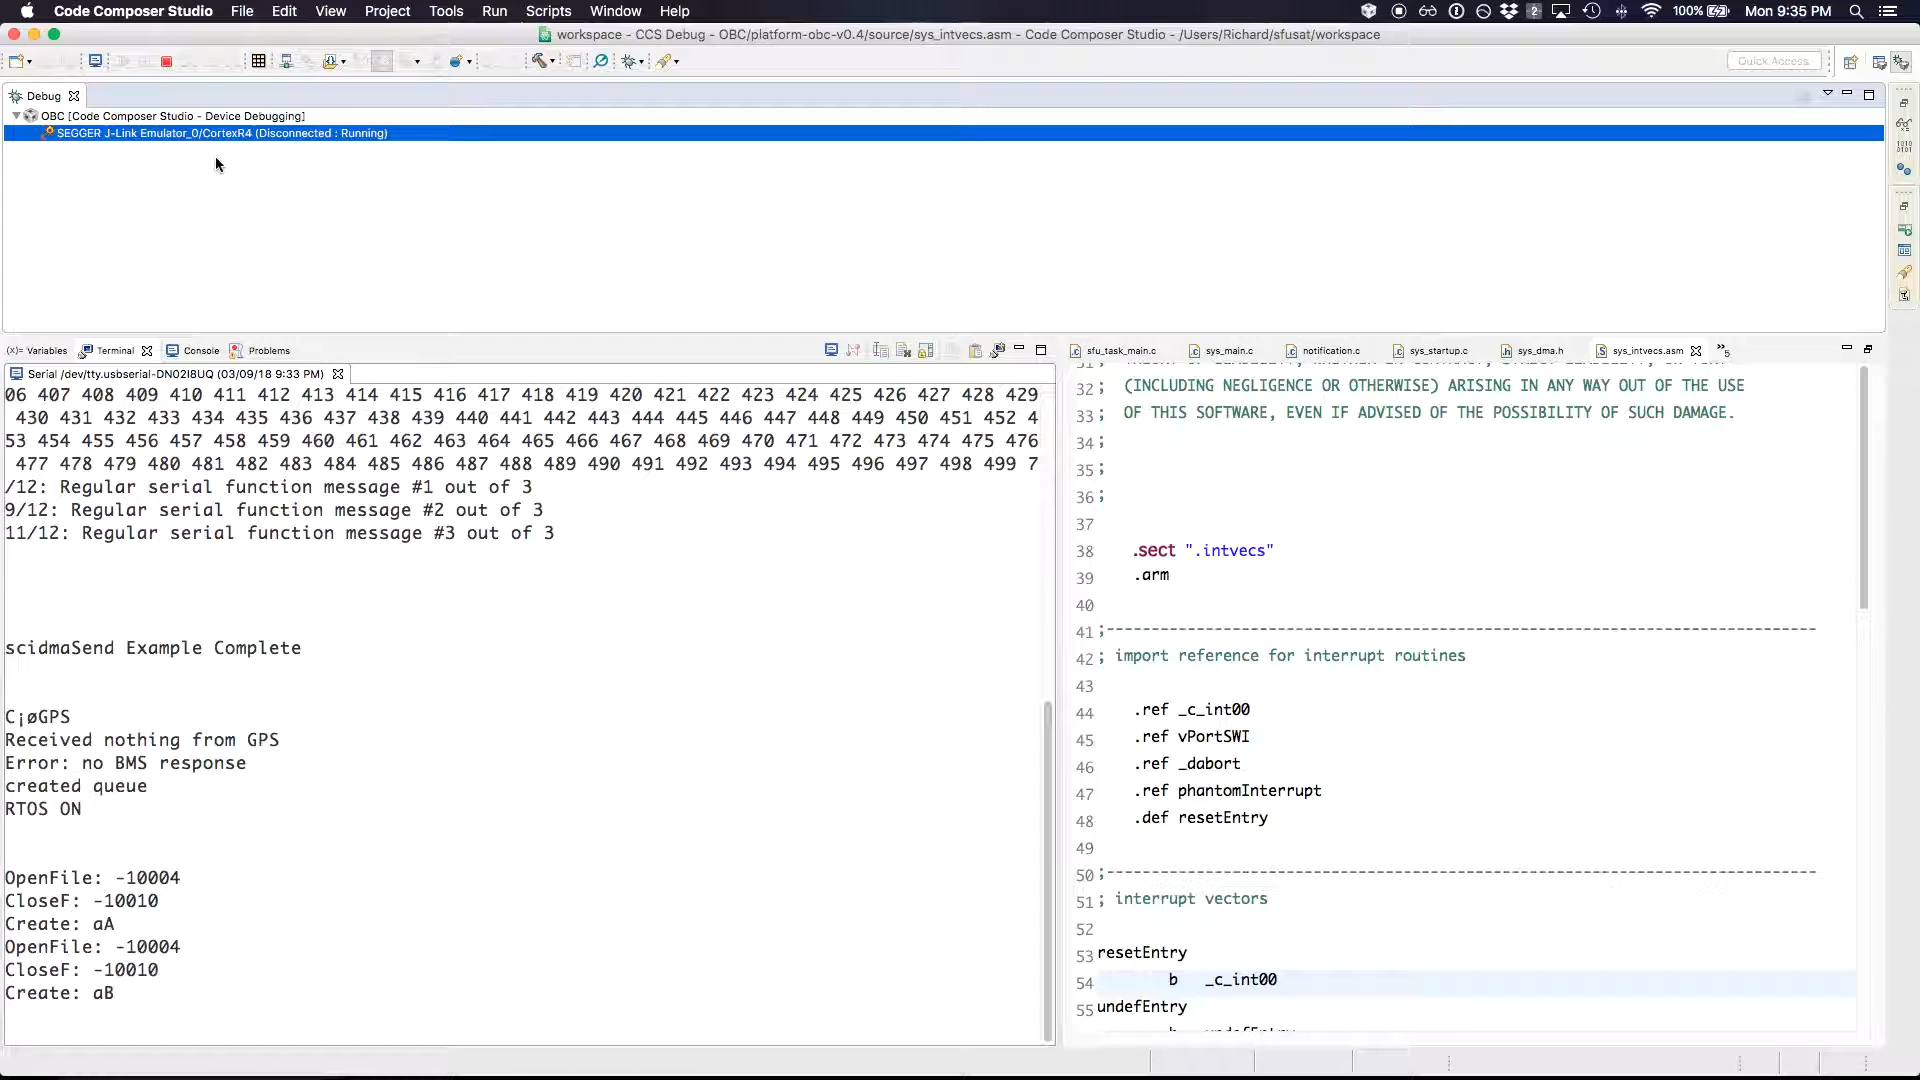 Code Composer Studio File Edit View Project Tools Run Scripts Window Help 2 100% Mon 9:35 PM
workspace - CCS Debug - OBC/platform-obc-v0.4/source/sys_intvecs.asm - Code Composer Studio - /Users/Richard/sfusat/workspace
Quick Access
Debug
OBC [Code Composer Studio - Device Debugging]
SEGGER J-Link Emulator_0/CortexR4 (Disconnected : Running)
(x)= Variables Terminal Console Problems
Serial /dev/tty.usbserial-DN02I8UQ (03/09/18 9:33 PM)
06 407 408 409 410 411 412 413 414 415 416 417 418 419 420 421 422 423 424 425 426 427 428 429
430 431 432 433 434 435 436 437 438 439 440 441 442 443 444 445 446 447 448 449 450 451 452 4
53 454 455 456 457 458 459 460 461 462 463 464 465 466 467 468 469 470 471 472 473 474 475 476
477 478 479 480 481 482 483 484 485 486 487 488 489 490 491 492 493 494 495 496 497 498 499 7
/12: Regular serial function message #1 out of 3
9/12: Regular serial function message #2 out of 3
11/12: Regular serial function message #3 out of 3
scidmaSend Example Complete
C¡øGPS
Received nothing from GPS
Error: no BMS response
created queue
RTOS ON
OpenFile: -10004
CloseF: -10010
Create: aA
OpenFile: -10004
CloseF: -10010
Create: aB
sfu_task_main.c sys_main.c notification.c sys_startup.c sys_dma.h sys_intvecs.asm »5
32 ; (INCLUDING NEGLIGENCE OR OTHERWISE) ARISING IN ANY WAY OUT OF THE USE
33 ; OF THIS SOFTWARE, EVEN IF ADVISED OF THE POSSIBILITY OF SUCH DAMAGE.
34 ;
35 ;
36 ;
37
38 .sect ".intvecs"
39 .arm
40
41 ;-------------------------------------------------------------------------------
42 ; import reference for interrupt routines
43
44 .ref _c_int00
45 .ref vPortSWI
46 .ref _dabort
47 .ref phantomInterrupt
48 .def resetEntry
49
50 ;-------------------------------------------------------------------------------
51 ; interrupt vectors
52
53 resetEntry
54 b _c_int00
55 undefEntry